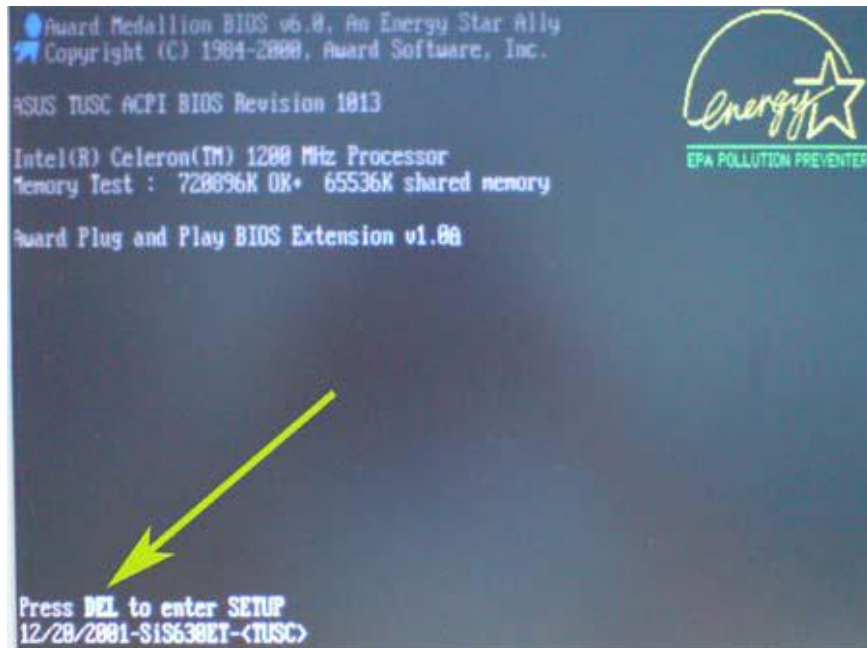 Award Medallion BIOS v6.0, An Energy Star Ally
Copyright (C) 1984-2000, Award Software, Inc.
energy
EPA POLLUTION PREVENTER
ASUS TUSC ACPI BIOS Revision 1013
Intel(R) Celeron(TM) 1200 MHz Processor
Memory Test : 720896K OK+ 65536K shared memory
Award Plug and Play BIOS Extension v1.0A
Press DEL to enter SETUP
12/20/2001-SiS630ET-<TUSC>